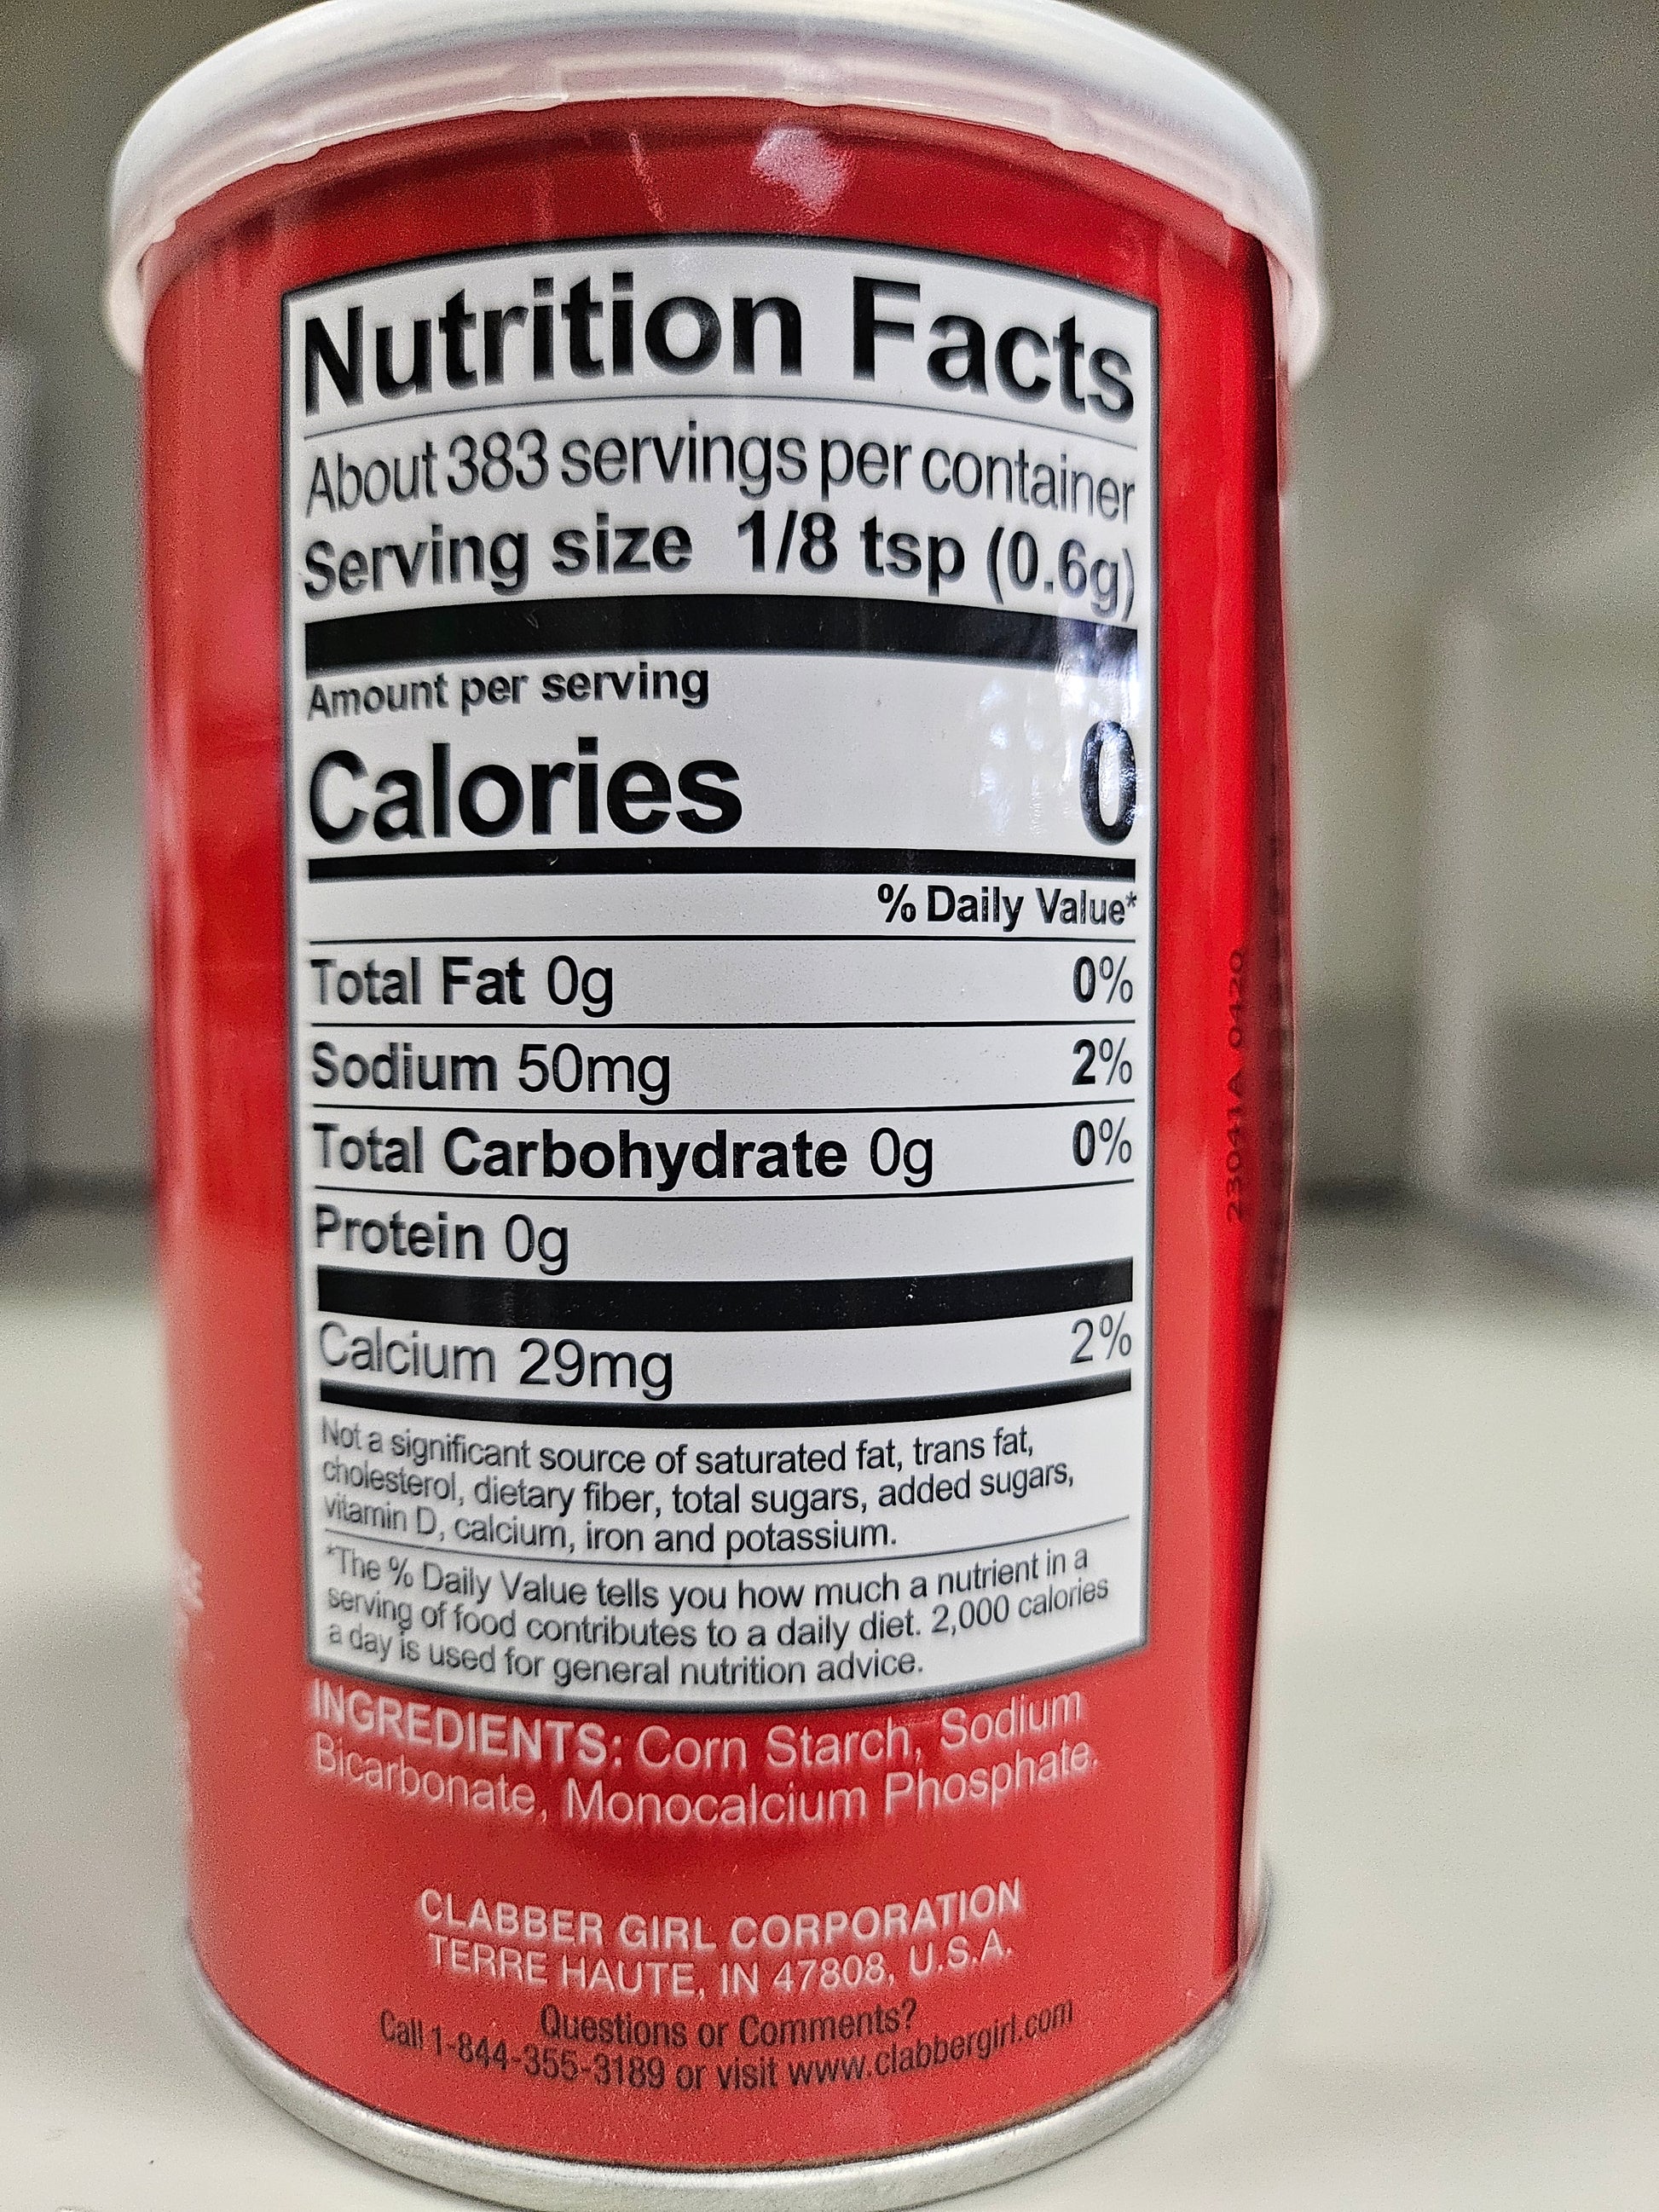 Nutrition Facts
About 383 servings per container
Serving size 1/8 tsp (0.6g)
Amount per serving
Calories 0
% Daily Value*
Total Fat 0g 0%
Sodium 50mg 2%
Total Carbohydrate 0g 0%
Protein 0g
Calcium 29mg 2%
Not a significant source of saturated fat, trans fat,
cholesterol, dietary fiber, total sugars, added sugars,
vitamin D, calcium, iron and potassium.
*The % Daily Value tells you how much a nutrient in a
serving of food contributes to a daily diet. 2,000 calories
a day is used for general nutrition advice.
INGREDIENTS: Corn Starch, Sodium
Bicarbonate, Monocalcium Phosphate.
CLABBER GIRL CORPORATION
TERRE HAUTE, IN 47808, U.S.A.
Questions or Comments?
Call 1-844-355-3189 or visit www.clabbergirl.com
23041A 0420